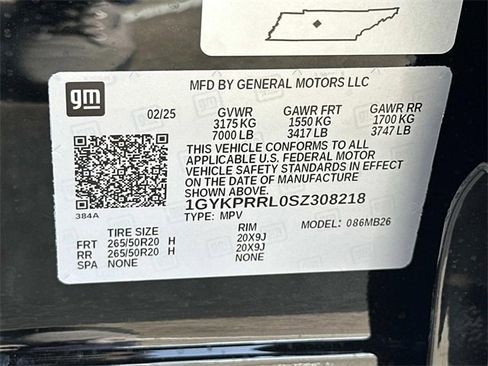 gm
MFD BY GENERAL MOTORS LLC
02/25 GVWR GAWR FRT GAWR RR
3175 KG 1550 KG 1700 KG
7000 LB 3417 LB 3747 LB
THIS VEHICLE CONFORMS TO ALL
APPLICABLE U.S. FEDERAL MOTOR
VEHICLE SAFETY STANDARDS IN EFFECT
ON THE DATE OF MANUFACTURE
SHOWN ABOVE.
1GYKPRRL0SZ308218
384A TYPE: MPV MODEL: 086MB26
TIRE SIZE RIM
FRT 265/50R20 H 20X9J
RR 265/50R20 H 20X9J
SPA NONE NONE